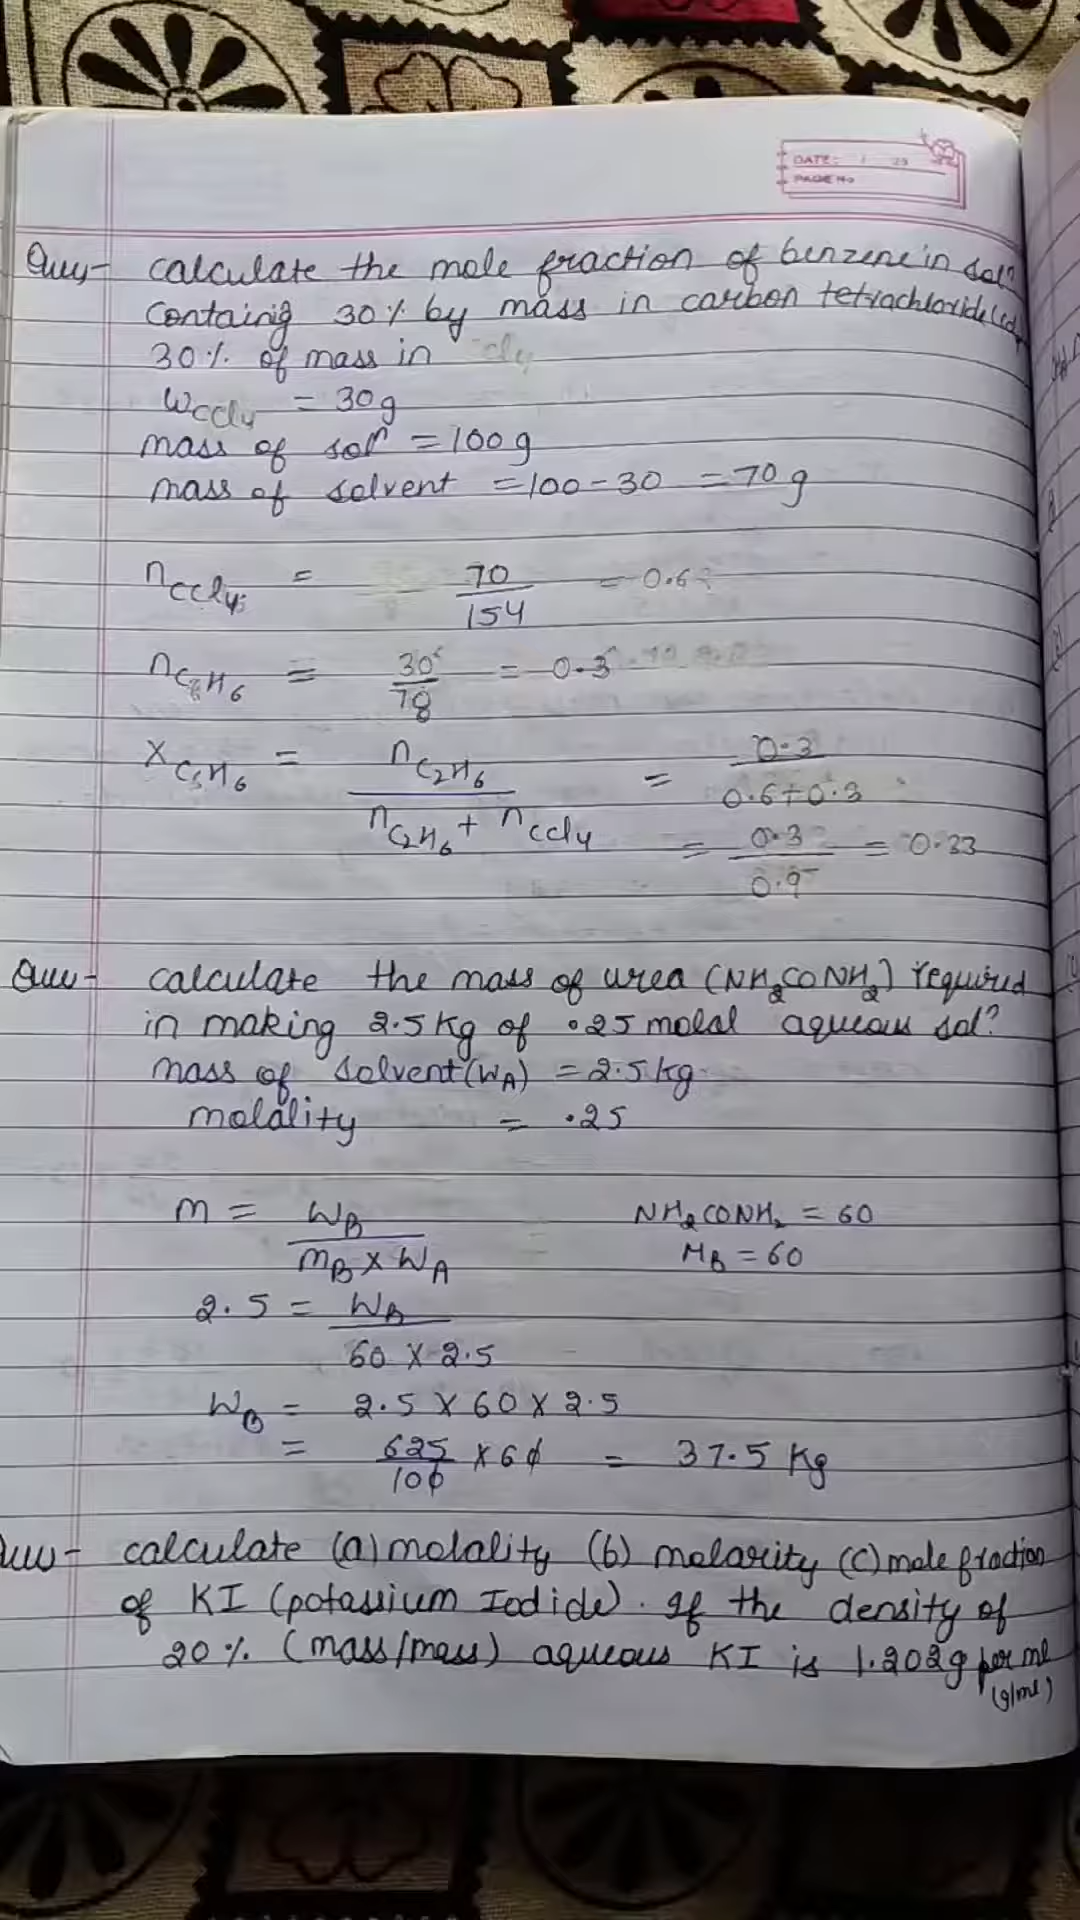 DATE:
PAGE NO
Ques- calculate the mole fraction of benzene in solⁿ
Containig 30% by mass in carbon tetrachloride
30% of mass in
WCCl4 = 30g
mass of solⁿ = 100g
mass of solvent = 100-30 = 70 g
nCCl4 = 70/154 = 0.6
nC6H6 = 30/78 = 0.3
xC6H6 = nC2H6/(nC2H6 + nCCl4) = 0.3/(0.6+0.3)
= 0.3/0.9 = 0.33
Ques- calculate the mass of urea (NH2CONH2) required
in making 2.5 Kg of .25 molal aqueous sol?
mass of solvent (WA) = 2.5 kg
molality = .25
m = WB/(mB x WA) NH2CONH2 = 60
MB = 60
2.5 = WB/(60 x 2.5)
WB = 2.5 x 60 x 2.5
= 625/100 x 60 = 37.5 Kg
Ques- calculate (a) molality (b) molarity (c) mole fraction
of KI (potassium Iodide). If the density of
20% (mass/mass) aqueous KI is 1.202g per ml
(g/ml)